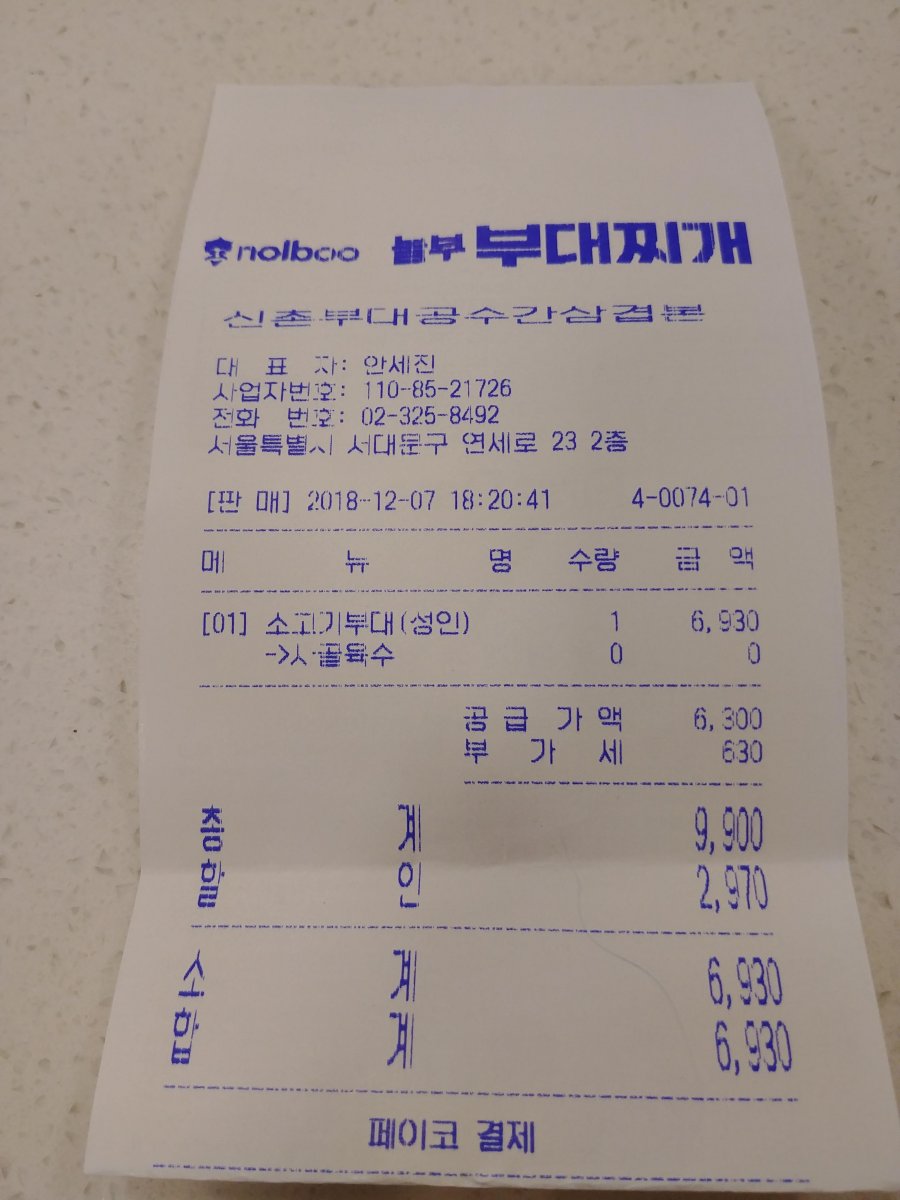 nolboo 놀부 부대찌개
신촌부대공수간삼겹본
대 표 자: 안세진
사업자번호: 110-85-21726
전화 번호: 02-325-8492
서울특별시 서대문구 연세로 23 2층
[판 매] 2018-12-07 18:20:41 4-0074-01
메 뉴 명 수량 금 액
[01] 소고기부대(성인) 1 6,930
->사골육수 0 0
공 급 가 액 6,300
부 가 세 630
총 계 9,900
할 인 2,970
소 계 6,930
합 계 6,930
페이코 결제